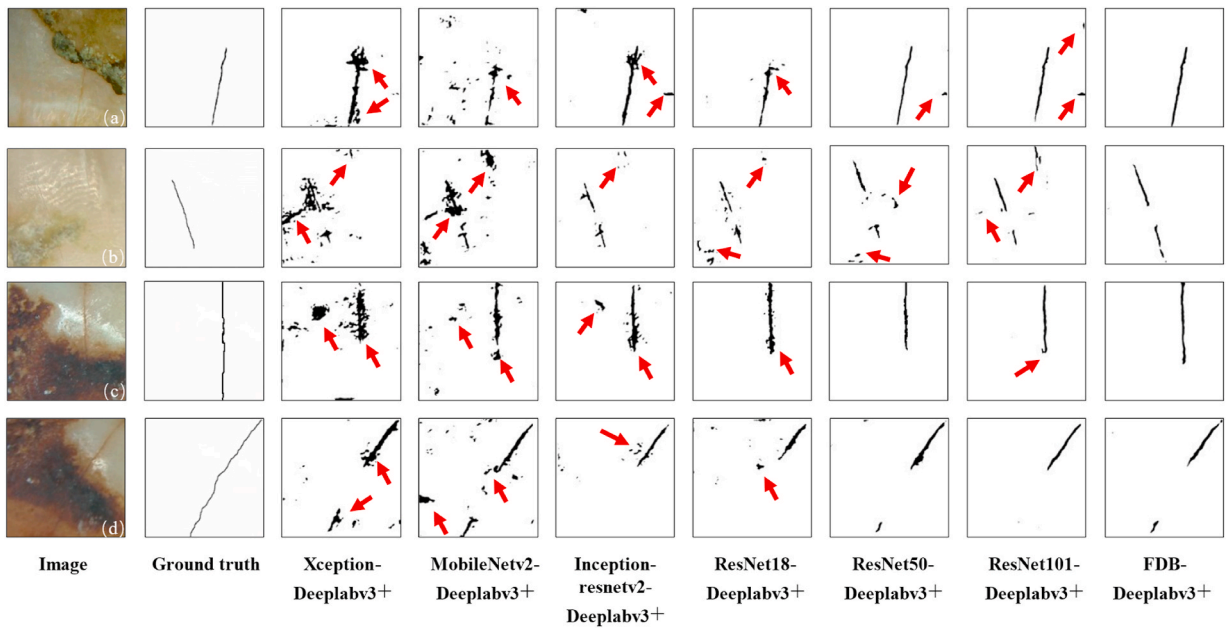 (a)
(b)
(c)
(d)
Image
Ground truth
Xception-
Deeplabv3+
MobileNetv2-
Deeplabv3+
Inception-
resnetv2-
Deeplabv3+
ResNet18-
Deeplabv3+
ResNet50-
Deeplabv3+
ResNet101-
Deeplabv3+
FDB-
Deeplabv3+